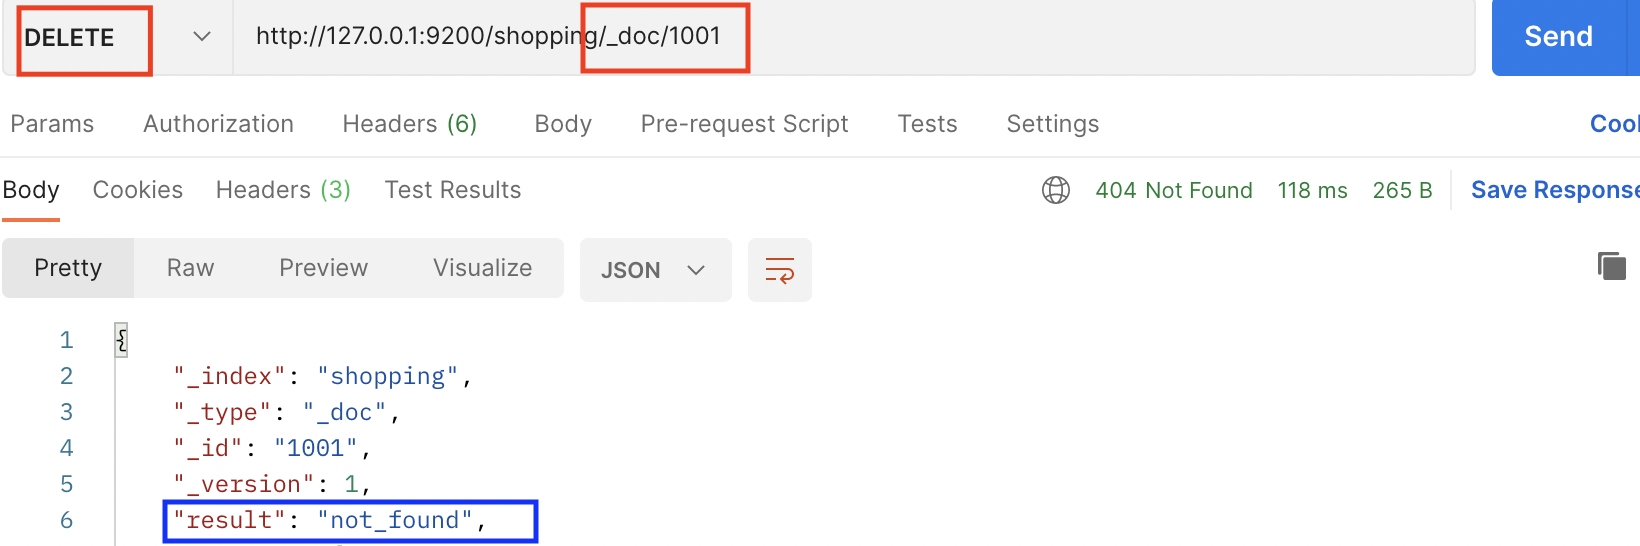 DELETE http://127.0.0.1:9200/shopping/_doc/1001 Send
Params Authorization Headers (6) Body Pre-request Script Tests Settings
Body Cookies Headers (3) Test Results 404 Not Found 118 ms 265 B Save Response
Pretty Raw Preview Visualize JSON
1 {
2 "_index": "shopping",
3 "_type": "_doc",
4 "_id": "1001",
5 "_version": 1,
6 "result": "not_found",